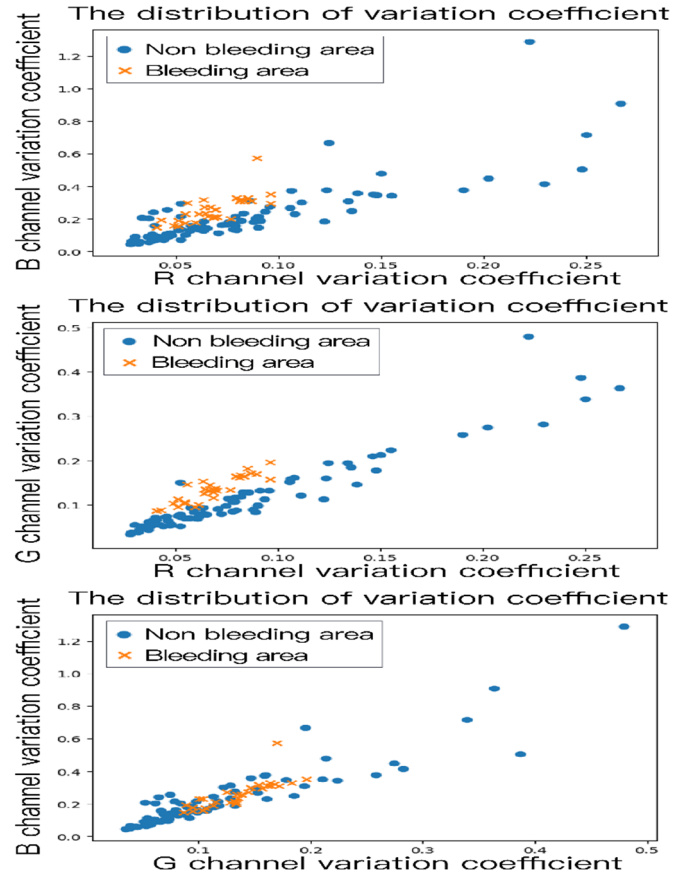 The distribution of variation coefficient
B channel variation coefficient
Non bleeding area
Bleeding area
1.2
1.0
0.8
0.6
0.4
0.2
0.0
0.05 0.10 0.15 0.20 0.25
R channel variation coefficient
The distribution of variation coefficient
G channel variation coefficient
Non bleeding area
Bleeding area
0.5
0.4
0.3
0.2
0.1
0.05 0.10 0.15 0.20 0.25
R channel variation coefficient
The distribution of variation coefficient
B channel variation coefficient
Non bleeding area
Bleeding area
1.2
1.0
0.8
0.6
0.4
0.2
0.0
0.1 0.2 0.3 0.4 0.5
G channel variation coefficient